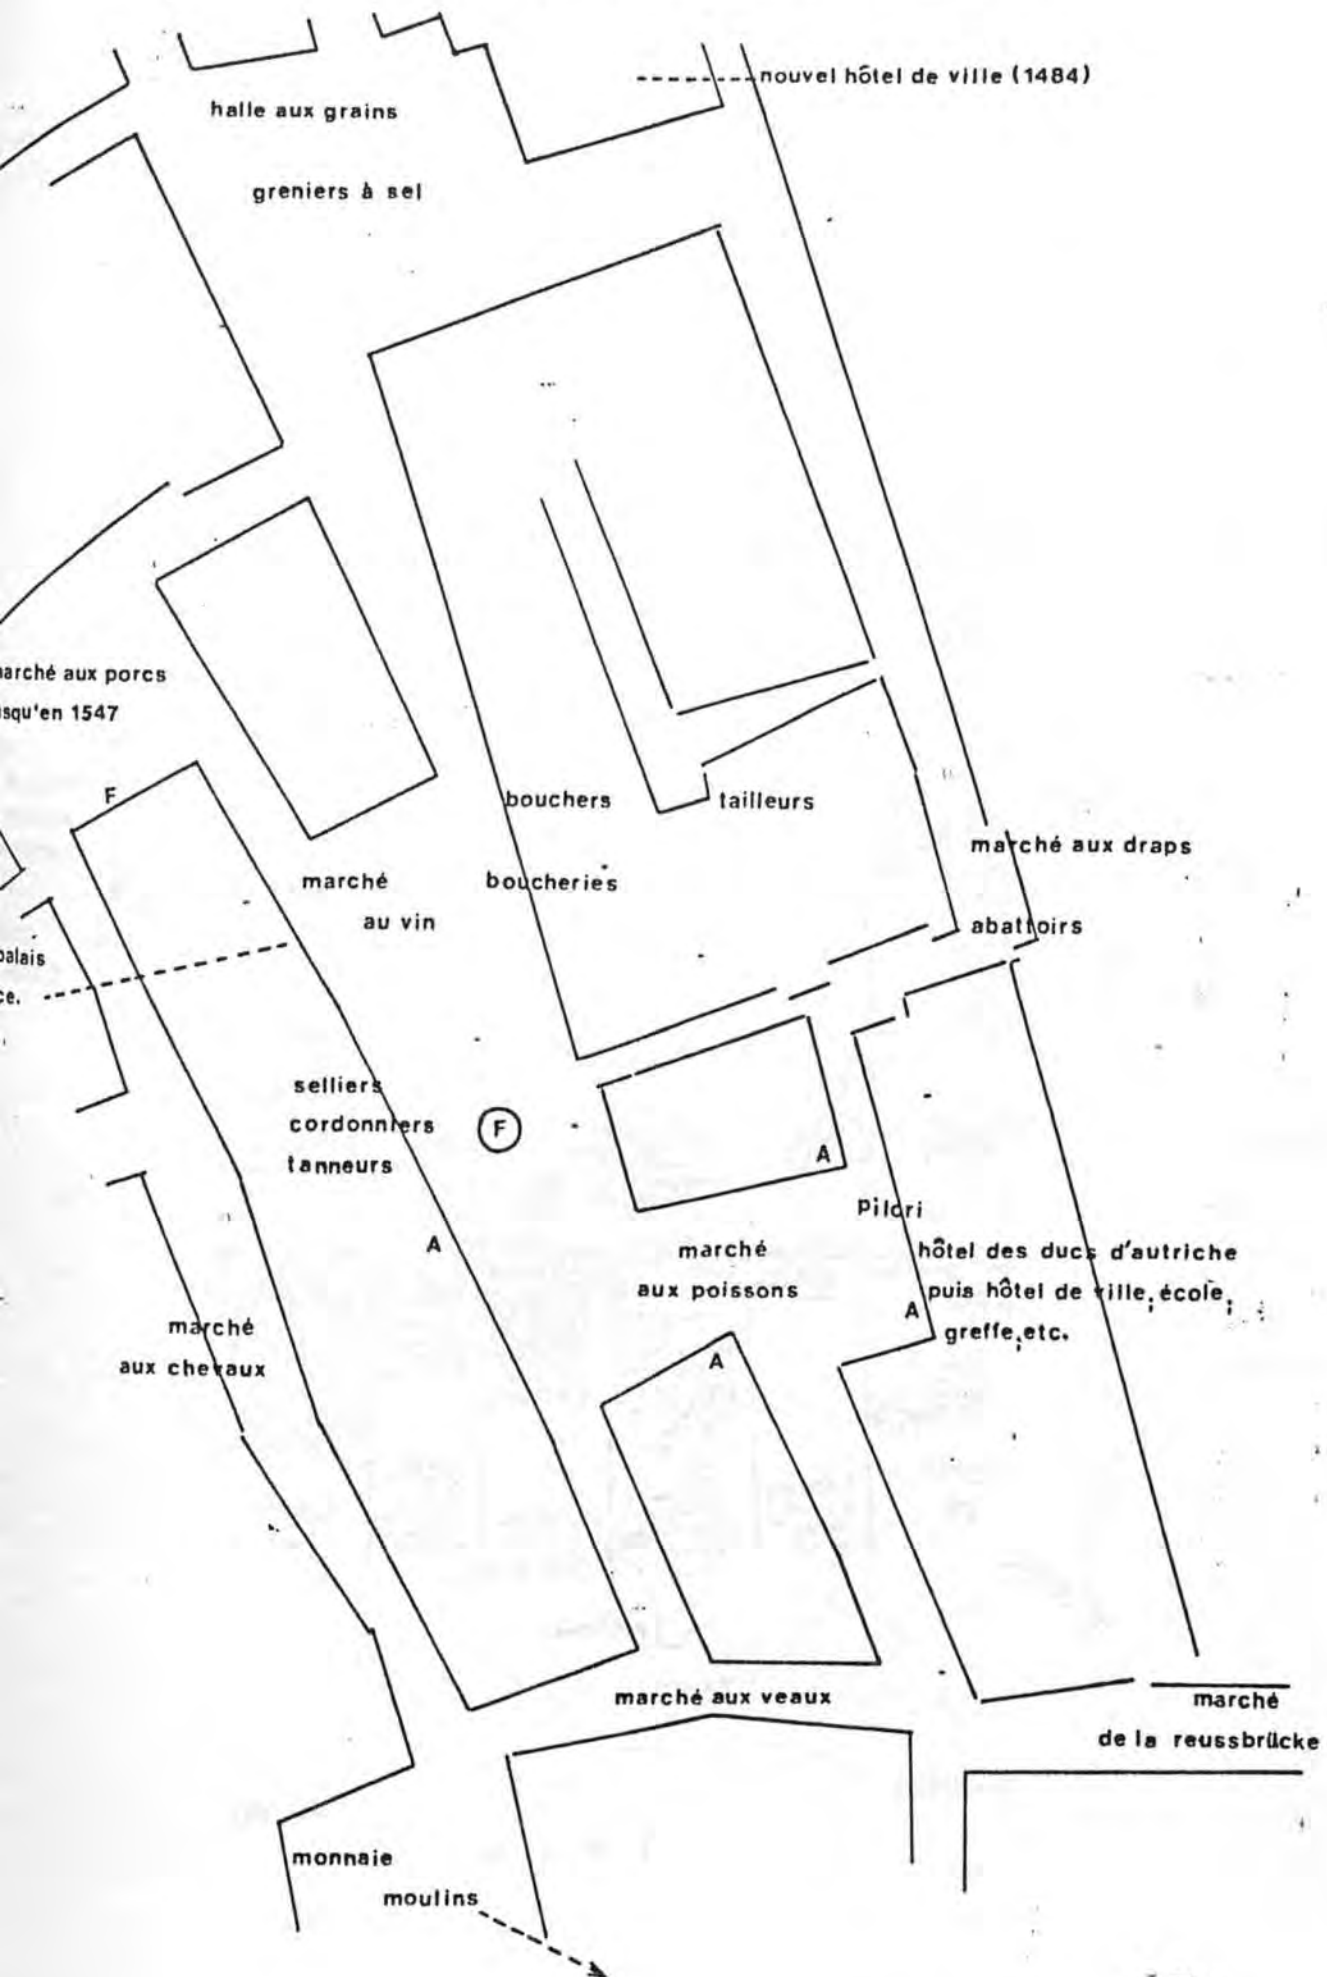 nouvel hôtel de ville (1484)
halle aux grains
greniers à sel
marché aux porcs
jusqu'en 1547
F
bouchers
tailleurs
marché
au vin
boucheries
marché aux draps
abattoirs
palais
ce.
selliers
cordonniers
tanneurs
F
A
A
Pilori
marché
aux poissons
hôtel des ducs d'autriche
puis hôtel de ville, école,
greffe, etc.
A
A
marché
aux chevaux
marché aux veaux
marché
de la reussbrücke
monnaie
moulins